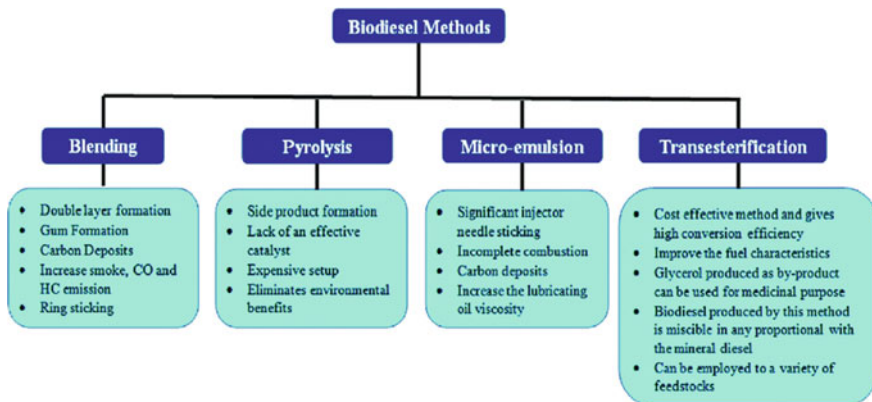 Biodiesel Methods
Blending
Double layer formation
Gum Formation
Carbon Deposits
Increase smoke, CO and
HC emission
Ring sticking
Pyrolysis
Side product formation
Lack of an effective
catalyst
Expensive setup
Eliminates environmental
benefits
Micro-emulsion
Significant injector
needle sticking
Incomplete combustion
Carbon deposits
Increase the lubricating
oil viscosity
Transesterification
Cost effective method and gives
high conversion efficiency
Improve the fuel characteristics
Glycerol produced as by-product
can be used for medicinal purpose
Biodiesel produced by this method
is miscible in any proportional with
the mineral diesel
Can be employed to a variety of
feedstocks